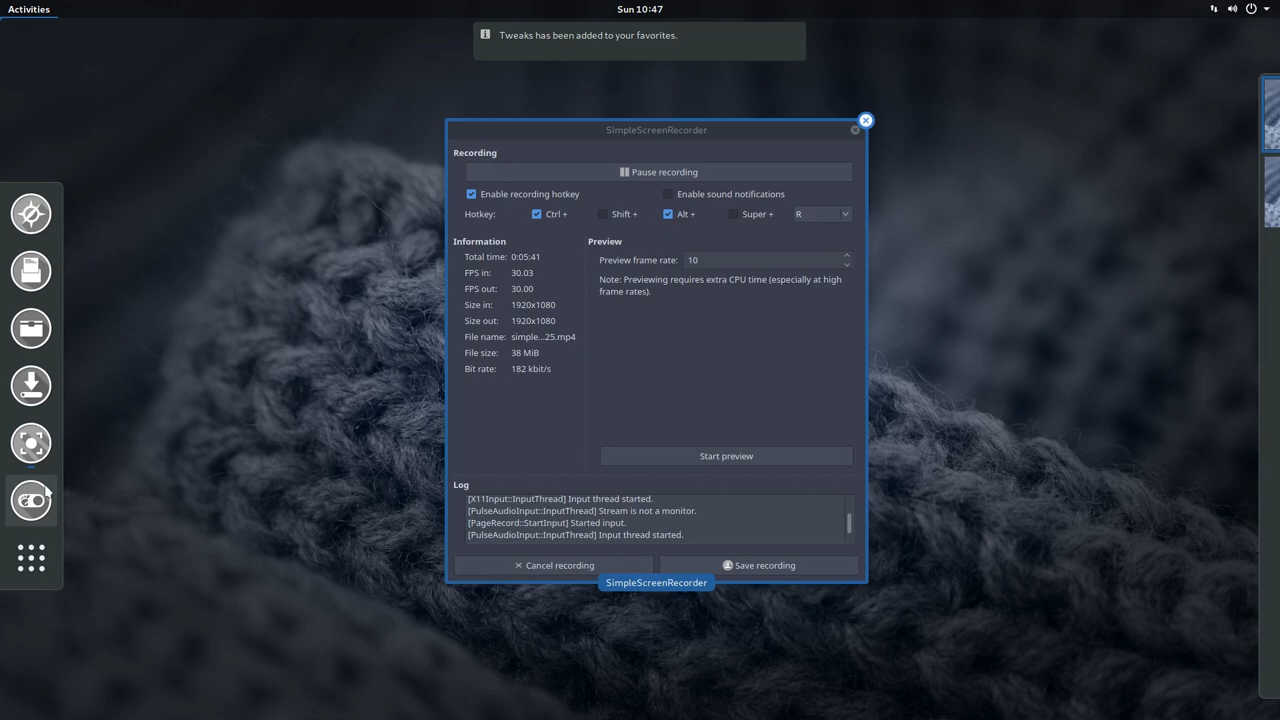 Activities
Sun 10:47
Tweaks has been added to your favorites.
SimpleScreenRecorder
Recording
Pause recording
Enable recording hotkey
Enable sound notifications
Hotkey: Ctrl + Shift + Alt + Super + R
Information
Total time: 0:05:41
FPS in: 30.03
FPS out: 30.00
Size in: 1920x1080
Size out: 1920x1080
File name: simple...25.mp4
File size: 38 MiB
Bit rate: 182 kbit/s
Preview
Preview frame rate: 10
Note: Previewing requires extra CPU time (especially at high
frame rates).
Start preview
Log
[X11Input::InputThread] Input thread started.
[PulseAudioInput::InputThread] Stream is not a monitor.
[PageRecord::StartInput] Started input.
[PulseAudioInput::InputThread] Input thread started.
Cancel recording
Save recording
SimpleScreenRecorder